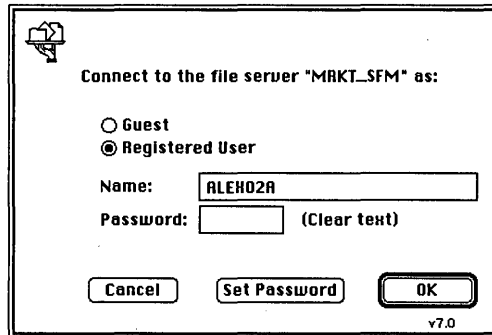 Connect to the file server "MRKT_SFM" as:
Guest
Registered User
Name: ALEX02A
Password: (Clear text)
Cancel Set Password OK
v7.0